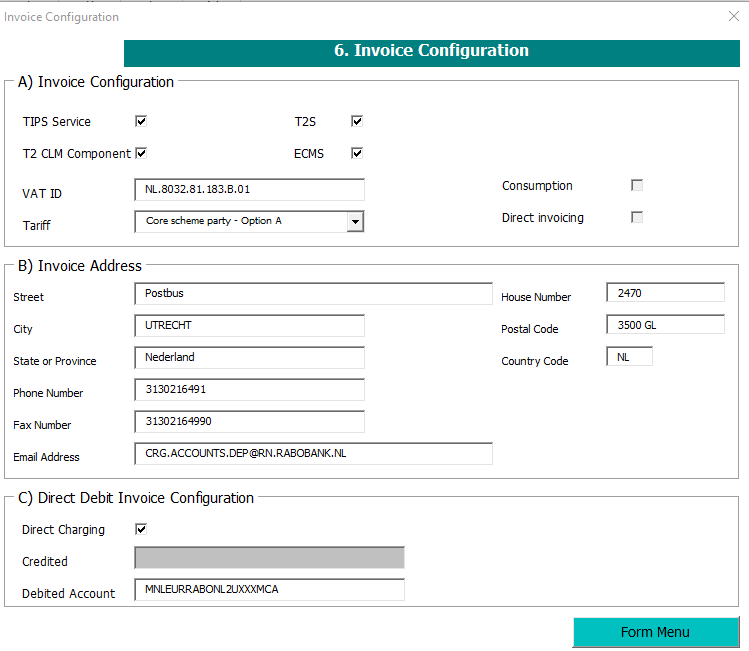 Invoice Configuration
6. Invoice Configuration
A) Invoice Configuration
TIPS Service
T2S
T2 CLM Component
ECMS
VAT ID
NL.8032.81.183.B.01
Consumption
Tariff
Core scheme party - Option A
Direct invoicing
B) Invoice Address
Street
Postbus
House Number
2470
City
UTRECHT
Postal Code
3500 GL
State or Province
Nederland
Country Code
NL
Phone Number
3130216491
Fax Number
31302164990
Email Address
CRG.ACCOUNTS.DEP@RN.RABOBANK.NL
C) Direct Debit Invoice Configuration
Direct Charging
Credited
Debited Account
MNLEURRABONL2UXXXMCA
Form Menu